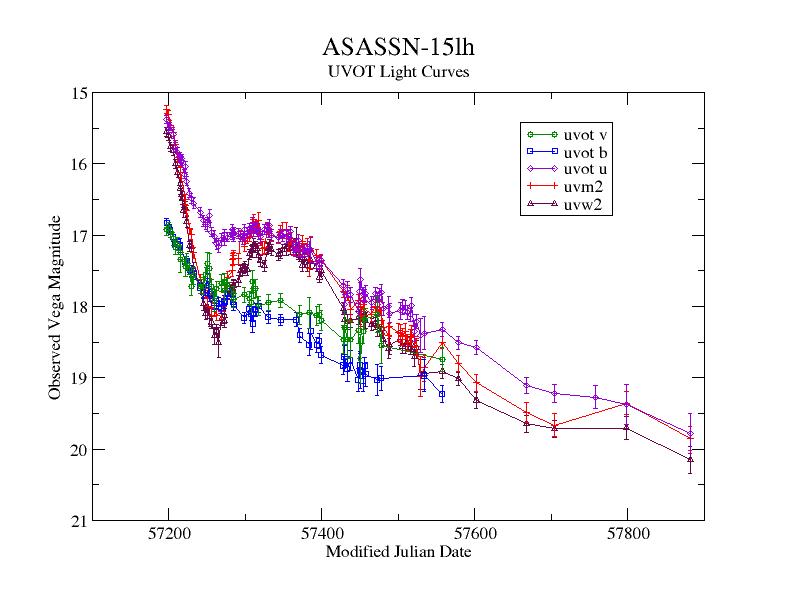 ASASSN-15lh
UVOT Light Curves
uvot v
uvot b
uvot u
uvm2
uvw2
Observed Vega Magnitude
15
16
17
18
19
20
21
57200 57400 57600 57800
Modified Julian Date